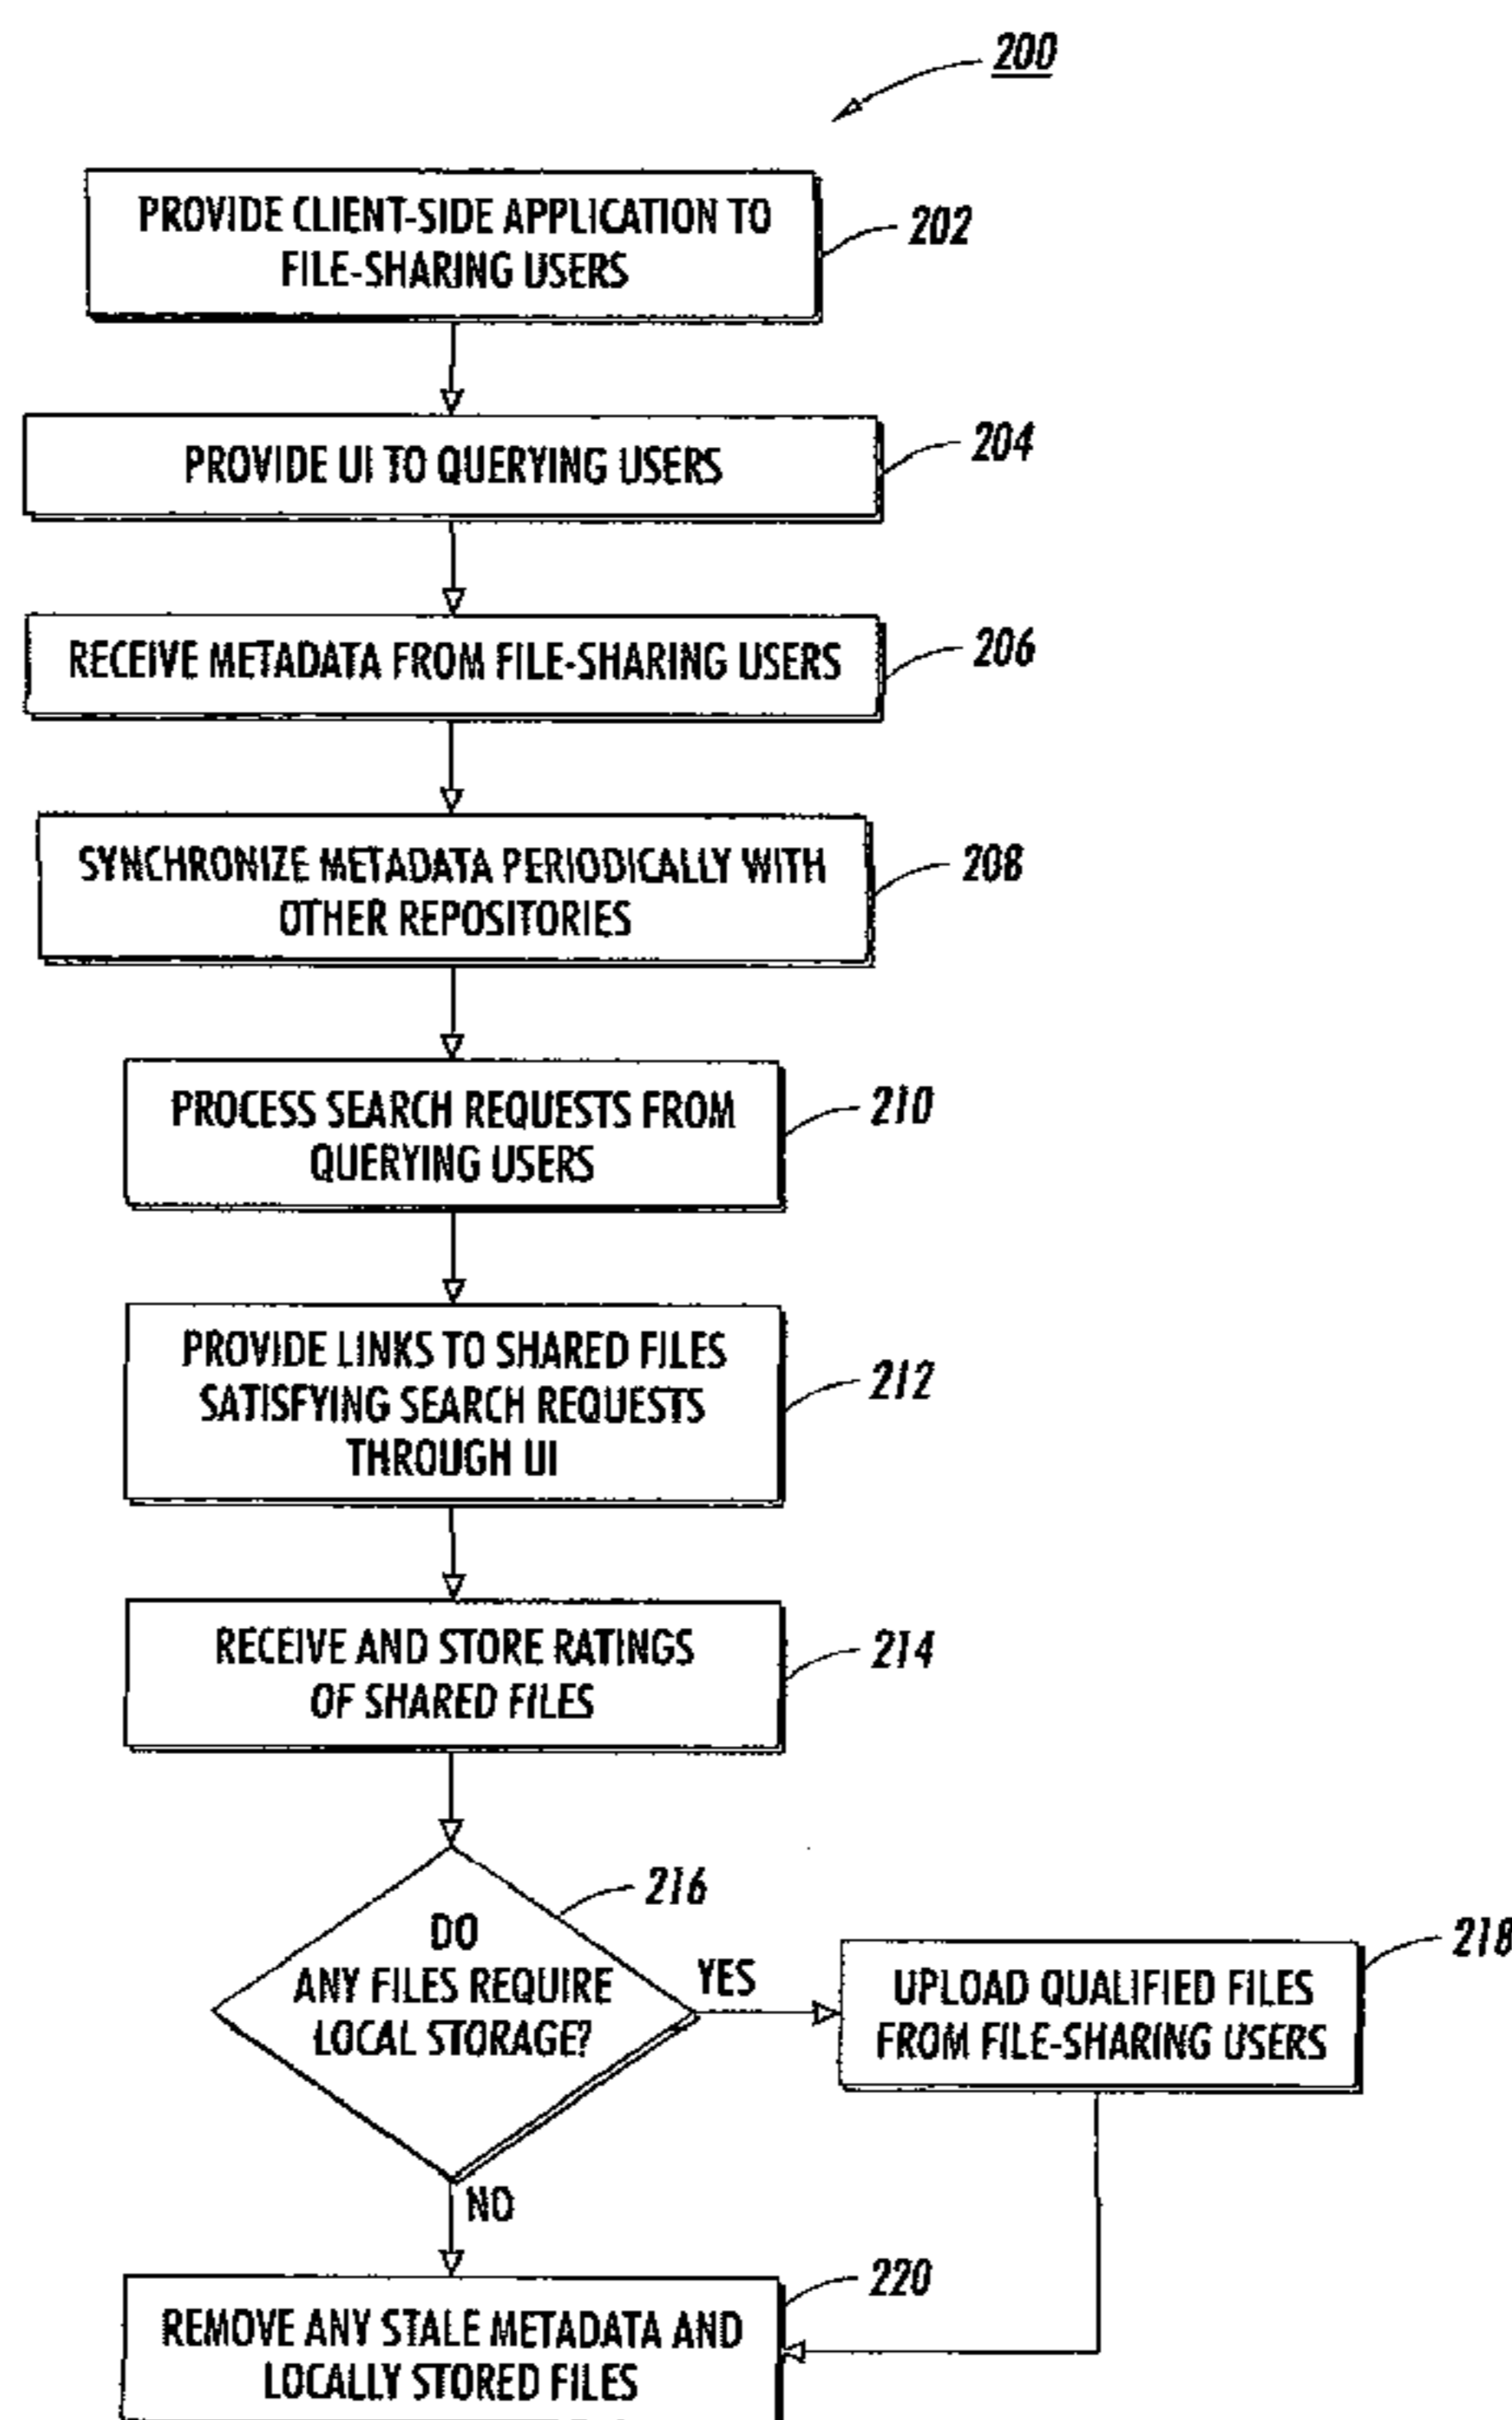 200
PROVIDE CLIENT-SIDE APPLICATION TO
FILE-SHARING USERS
202
PROVIDE UI TO QUERYING USERS
204
RECEIVE METADATA FROM FILE-SHARING USERS
206
SYNCHRONIZE METADATA PERIODICALLY WITH
OTHER REPOSITORIES
208
PROCESS SEARCH REQUESTS FROM
QUERYING USERS
210
PROVIDE LINKS TO SHARED FILES
SATISFYING SEARCH REQUESTS
THROUGH UI
212
RECEIVE AND STORE RATINGS
OF SHARED FILES
214
DO
ANY FILES REQUIRE
LOCAL STORAGE?
216
YES
UPLOAD QUALIFIED FILES
FROM FILE-SHARING USERS
218
NO
REMOVE ANY STALE METADATA AND
LOCALLY STORED FILES
220